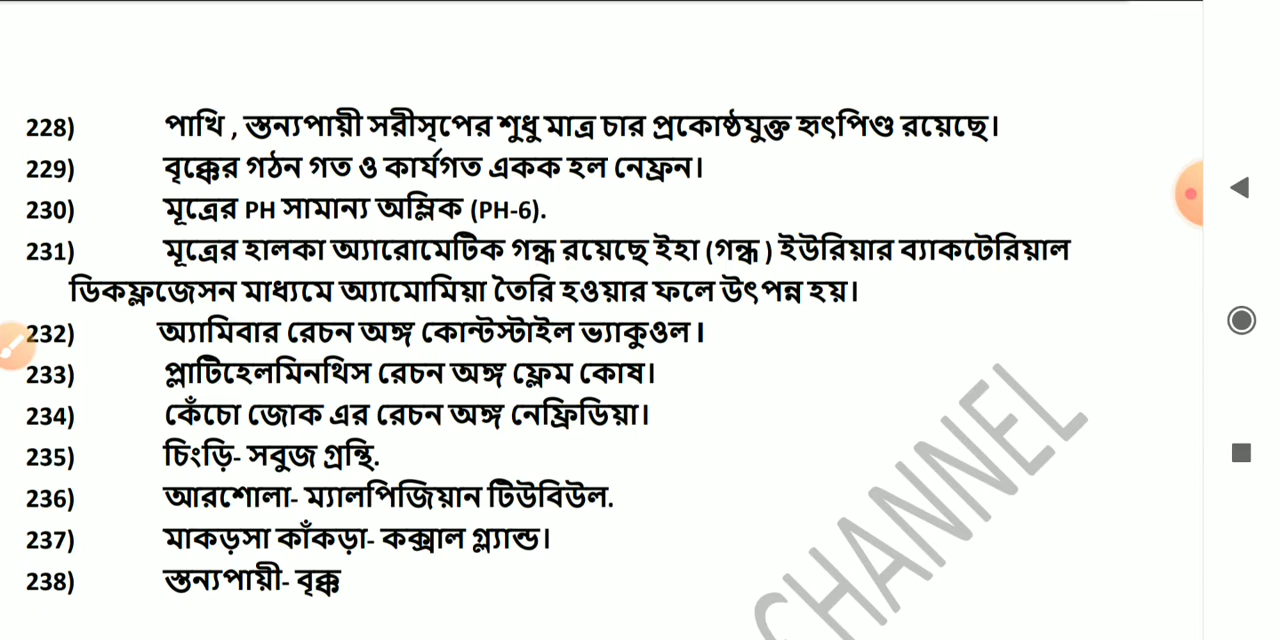 228) পাখি , স্তন্যপায়ী সরীসৃপের শুধু মাত্র চার প্রকোষ্ঠযুক্ত হৃৎপিণ্ড রয়েছে।
229) বৃক্কের গঠন গত ও কার্যগত একক হল নেফ্রন।
230) মূত্রের PH সামান্য অম্লিক (PH-6).
231) মূত্রের হালকা অ্যারোমেটিক গন্ধ রয়েছে ইহা (গন্ধ ) ইউরিয়ার ব্যাকটেরিয়াল
ডিকফ্লজেসন মাধ্যমে অ্যামোমিয়া তৈরি হওয়ার ফলে উৎপন্ন হয়।
232) অ্যামিবার রেচন অঙ্গ কোন্টস্টাইল ভ্যাকুওল।
233) প্লাটিহেলমিনথিস রেচন অঙ্গ ফ্লেম কোষ।
234) কেঁচো জোক এর রেচন অঙ্গ নেফ্রিডিয়া।
235) চিংড়ি- সবুজ গ্রন্থি.
236) আরশোলা- ম্যালপিজিয়ান টিউবিউল.
237) মাকড়সা কাঁকড়া- কক্সাল গ্ল্যান্ড।
238) স্তন্যপায়ী- বৃক্ক
CHANNEL